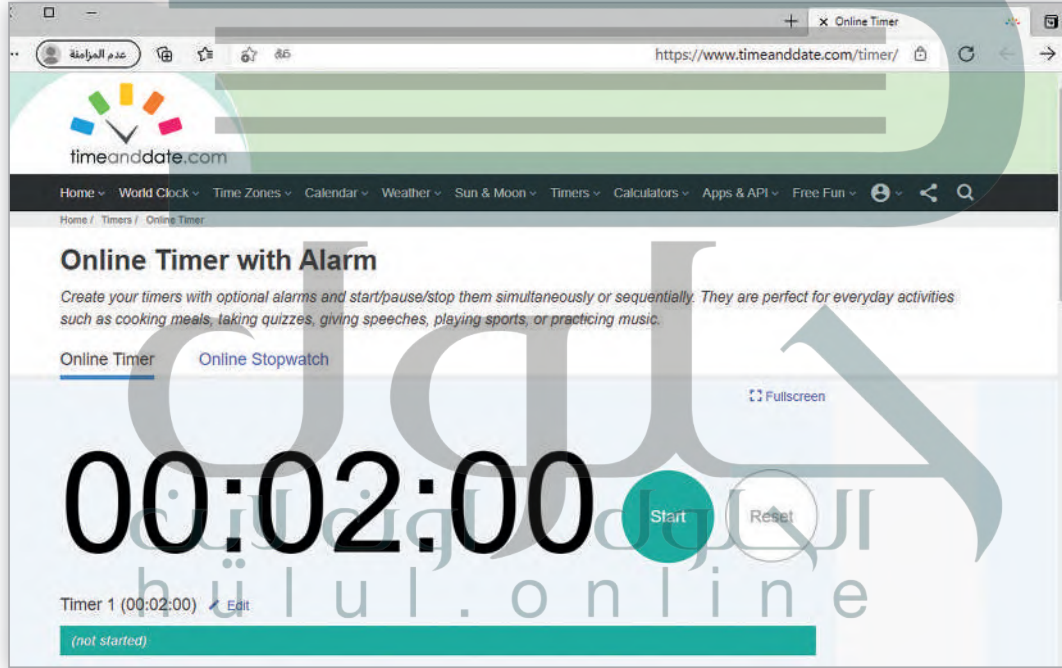 Online Timer
عدم المزامنة
https://www.timeanddate.com/timer/
timeanddate.com
Home World Clock Time Zones Calendar Weather Sun & Moon Timers Calculators Apps & API Free Fun
Home / Timers / Online Timer
Online Timer with Alarm
Create your timers with optional alarms and start/pause/stop them simultaneously or sequentially. They are perfect for everyday activities
such as cooking meals, taking quizzes, giving speeches, playing sports, or practicing music.
Online Timer Online Stopwatch
Fullscreen
00:02:00 Start Reset
Timer 1 (00:02:00) Edit
(not started)
حلول
الحلول اونلاين
hulul.online